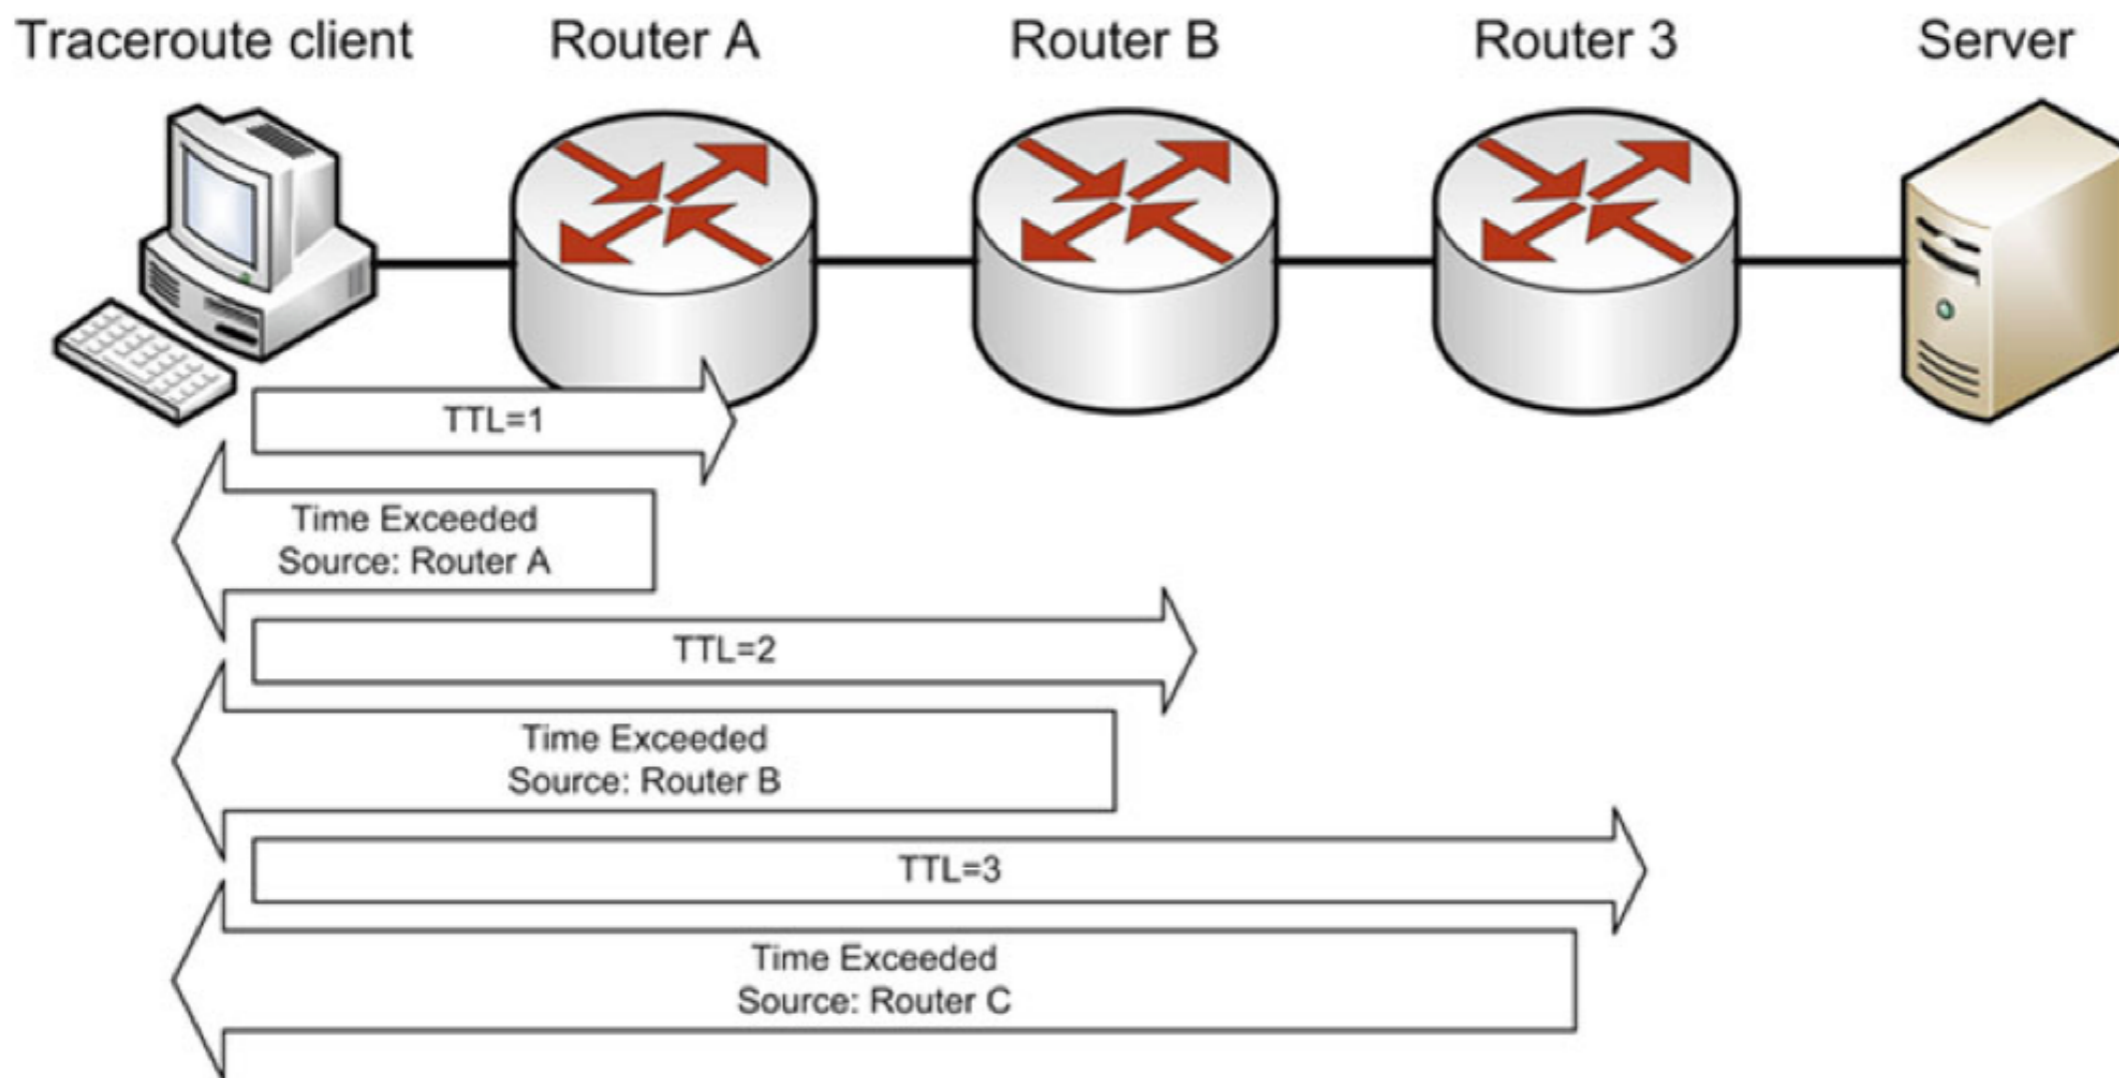 Traceroute client
Router A
Router B
Router 3
Server
TTL=1
Time Exceeded
Source: Router A
TTL=2
Time Exceeded
Source: Router B
TTL=3
Time Exceeded
Source: Router C